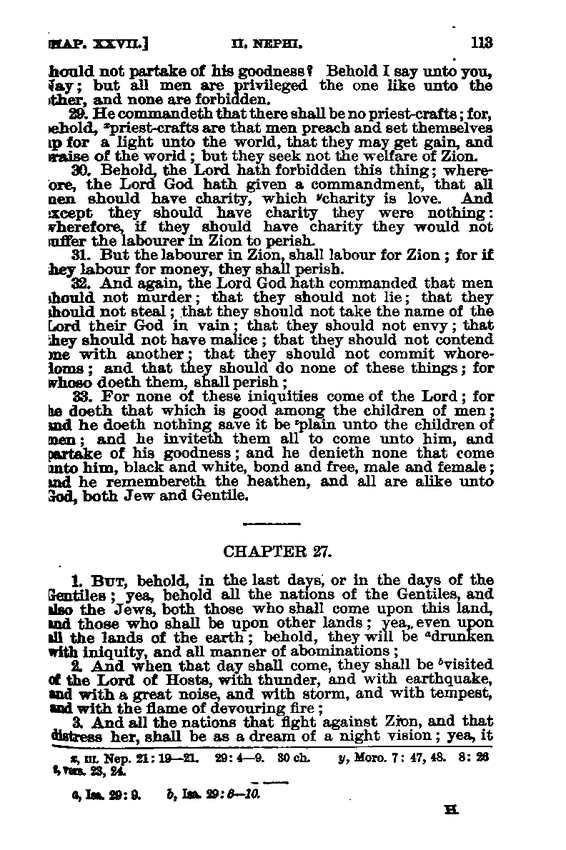 CHAP. XXVII.] II. NEPHI. 113
should not partake of his goodness? Behold I say unto you,
Nay; but all men are privileged the one like unto the
other, and none are forbidden.
29. He commandeth that there shall be no priest-crafts; for,
behold, ˣpriest-crafts are that men preach and set themselves
up for a light unto the world, that they may get gain, and
praise of the world; but they seek not the welfare of Zion.
30. Behold, the Lord hath forbidden this thing; where-
fore, the Lord God hath given a commandment, that all
men should have charity, which ʸcharity is love. And
except they should have charity they were nothing:
wherefore, if they should have charity they would not
suffer the labourer in Zion to perish.
31. But the labourer in Zion, shall labour for Zion; for if
they labour for money, they shall perish.
32. And again, the Lord God hath commanded that men
should not murder; that they should not lie; that they
should not steal; that they should not take the name of the
Lord their God in vain; that they should not envy; that
they should not have malice; that they should not contend
one with another; that they should not commit whore-
doms; and that they should do none of these things; for
whoso doeth them, shall perish;
33. For none of these iniquities come of the Lord; for
he doeth that which is good among the children of men;
and he doeth nothing save it be ᶻplain unto the children of
men; and he inviteth them all to come unto him, and
partake of his goodness; and he denieth none that come
unto him, black and white, bond and free, male and female;
and he remembereth the heathen, and all are alike unto
God, both Jew and Gentile.
CHAPTER 27.
1. BUT, behold, in the last days, or in the days of the
Gentiles; yea, behold all the nations of the Gentiles, and
also the Jews, both those who shall come upon this land,
and those who shall be upon other lands; yea, even upon
all the lands of the earth; behold, they will be ᵃdrunken
with iniquity, and all manner of abominations;
2. And when that day shall come, they shall be ᵇvisited
of the Lord of Hosts, with thunder, and with earthquake,
and with a great noise, and with storm, and with tempest,
and with the flame of devouring fire;
3. And all the nations that fight against Zion, and that
distress her, shall be as a dream of a night vision; yea, it
x, III. Nep. 21: 19—21. 29: 4—9. 30 ch. y, Moro. 7: 47, 48. 8: 26
z, vers. 23, 24.
a, Isa. 29: 9. b, Isa. 29: 6—10.
H